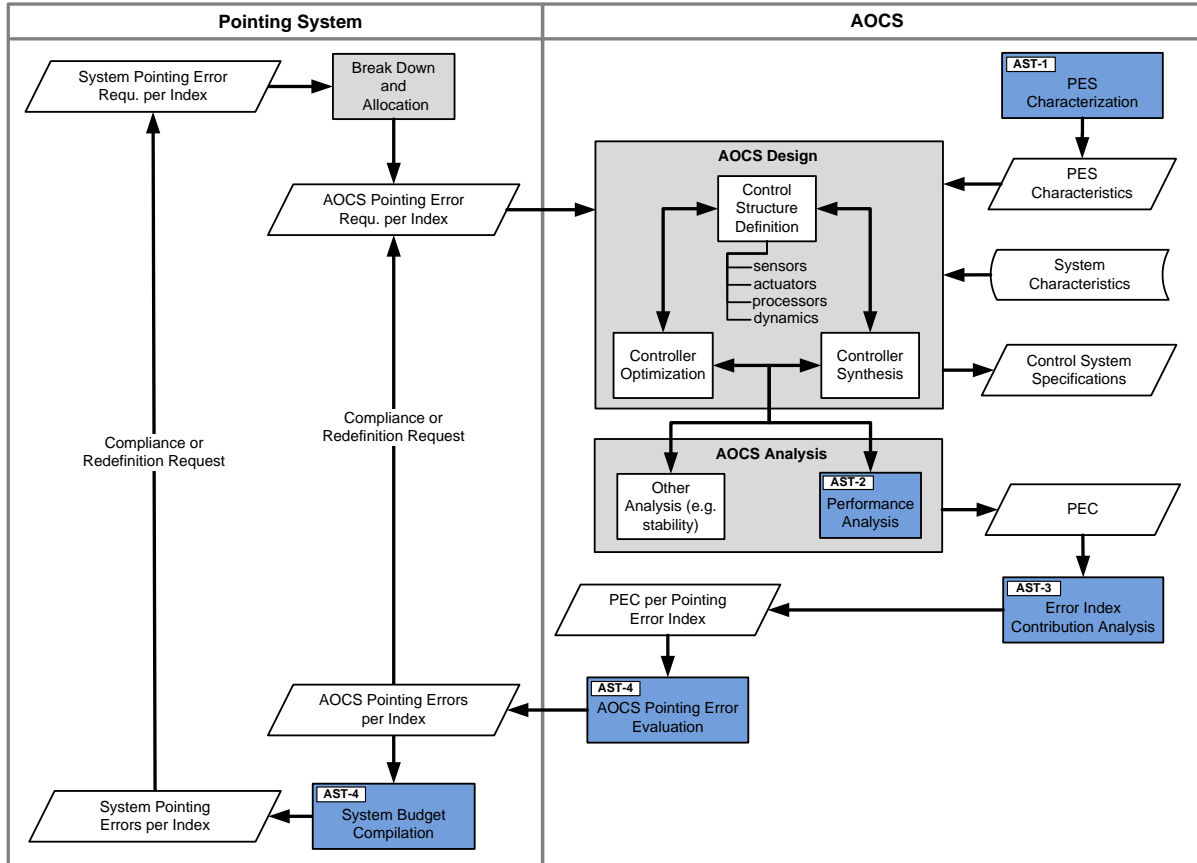 Pointing System
AOCS
System Pointing Error
Requ. per Index
Break Down
and
Allocation
AST-1
PES
Characterization
AOCS Pointing Error
Requ. per Index
AOCS Design
Control
Structure
Definition
sensors
actuators
processors
dynamics
Controller
Optimization
Controller
Synthesis
PES
Characteristics
System
Characteristics
Control System
Specifications
Compliance or
Redefinition Request
Compliance or
Redefinition Request
AOCS Analysis
Other
Analysis (e.g.
stability)
AST-2
Performance
Analysis
PEC
AST-3
Error Index
Contribution Analysis
PEC per Pointing
Error Index
AST-4
AOCS Pointing Error
Evaluation
AOCS Pointing Errors
per Index
AST-4
System Budget
Compilation
System Pointing
Errors per Index